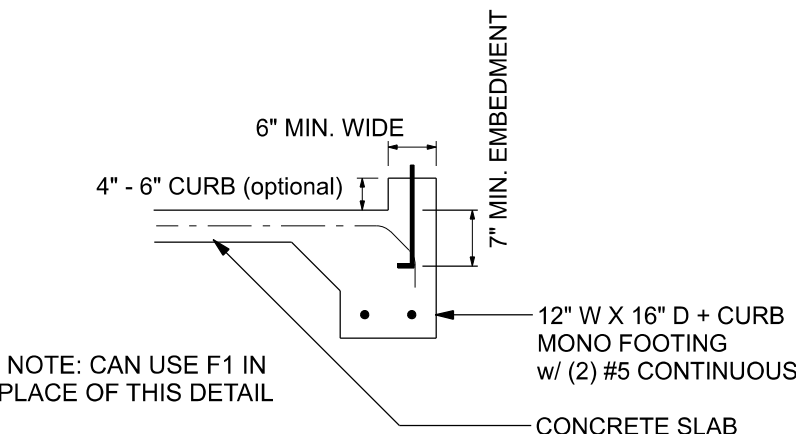 6" MIN. WIDE
7" MIN. EMBEDMENT
4" - 6" CURB (optional)
12" W X 16" D + CURB
MONO FOOTING
w/ (2) #5 CONTINUOUS
NOTE: CAN USE F1 IN
PLACE OF THIS DETAIL
CONCRETE SLAB